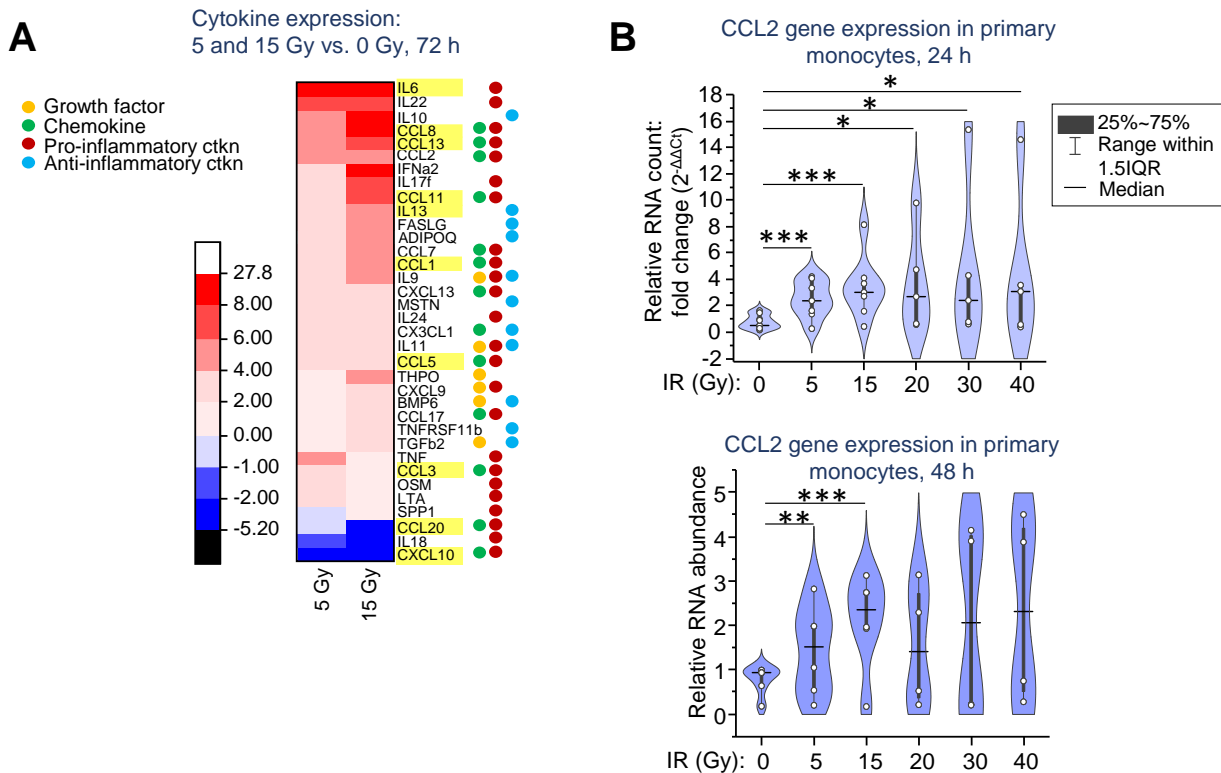 A
Cytokine expression:
5 and 15 Gy vs. 0 Gy, 72 h
Growth factor
Chemokine
Pro-inflammatory ctkn
Anti-inflammatory ctkn
27.8
8.00
6.00
4.00
2.00
0.00
-1.00
-2.00
-5.20
IL6
IL22
IL10
CCL8
CCL13
CCL2
IFNa2
IL17f
CCL11
IL13
FASLG
ADIPOQ
CCL7
CCL1
IL9
CXCL13
MSTN
IL24
CX3CL1
IL11
CCL5
THPO
CXCL9
BMP6
CCL17
TNFRSF11b
TGFb2
TNF
CCL3
OSM
LTA
SPP1
CCL20
IL18
CXCL10
5 Gy
15 Gy
B
CCL2 gene expression in primary
monocytes, 24 h
Relative RNA count:
fold change (2-ΔΔCt)
18
16
14
12
10
8
6
4
2
0
-2
*
*
*
***
***
IR (Gy): 0 5 15 20 30 40
25%~75%
Range within
1.5IQR
Median
CCL2 gene expression in primary
monocytes, 48 h
Relative RNA abundance
5
4
3
2
1
0
***
**
IR (Gy): 0 5 15 20 30 40